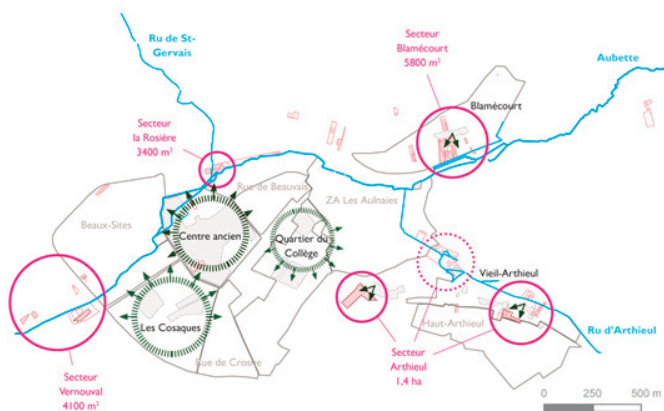 Ru de St-
Gervais
Secteur
Blamécourt
5800 m²
Aubette
Blamécourt
Secteur
la Rosière
3400 m²
Rue de Beauvais
ZA Les Aulnaies
Beaux-Sites
Centre ancien
Quartier du
Collège
Vieil-Arthieul
Les Cosaques
Haut-Arthieul
Ru d'Arthieul
Rue de Crosne
Secteur
Vernouval
4100 m²
Secteur
Arthieul
1,4 ha
0 250 500 m